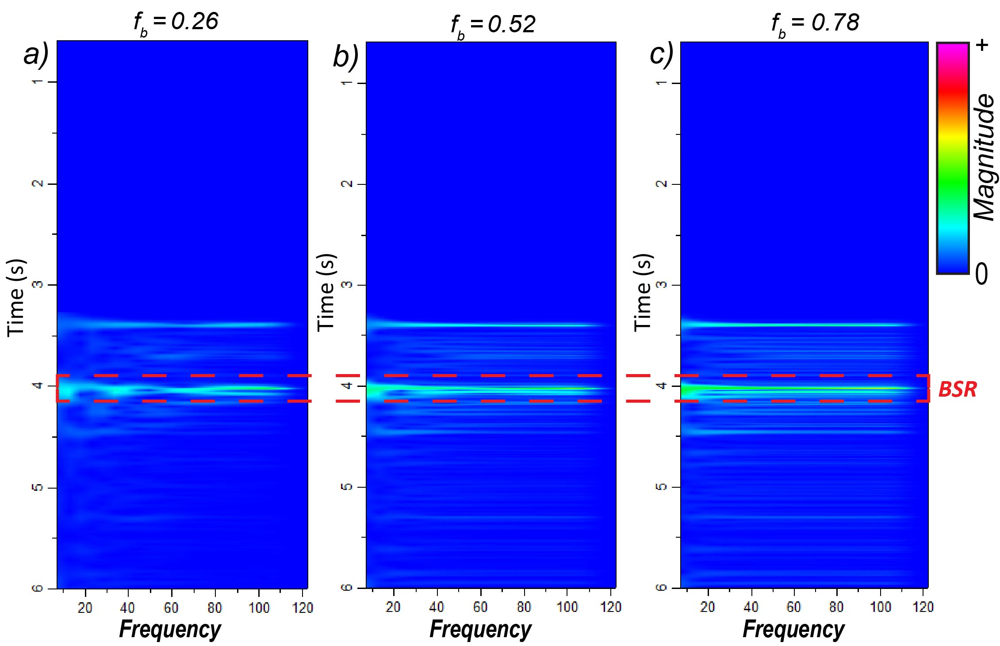 f_b = 0.26
f_b = 0.52
f_b = 0.78
a)
b)
c)
+
Magnitude
0
Time (s)
1
2
3
4
5
6
Time (s)
1
2
3
4
5
6
Time (s)
1
2
3
4
5
6
BSR
20 40 60 80 100 120
20 40 60 80 100 120
20 40 60 80 100 120
Frequency
Frequency
Frequency